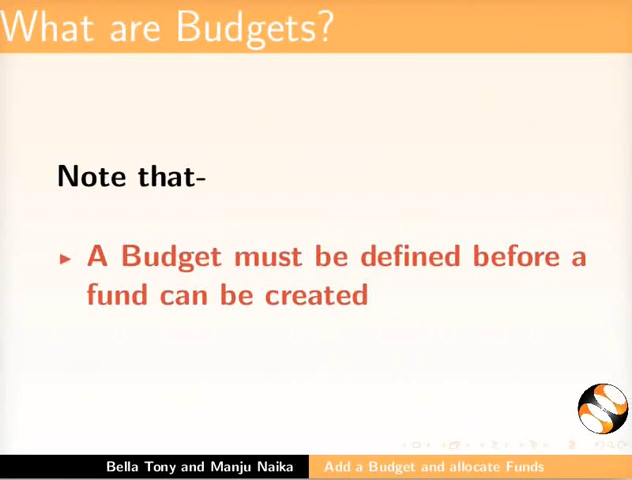 What are Budgets?
Note that-
▸ A Budget must be defined before a
fund can be created
Bella Tony and Manju Naika
Add a Budget and allocate Funds